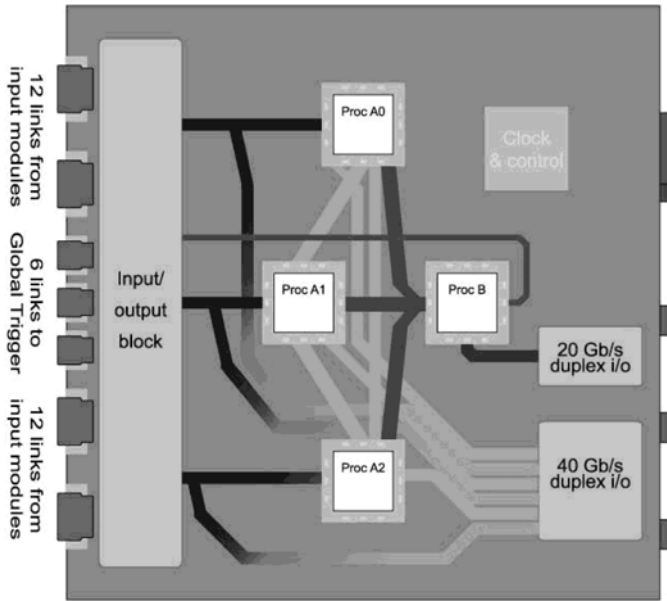 12 links from
input modules
6 links to
Global Trigger
12 links from
input modules
Input/
output
block
Proc A0
Clock
& control
Proc A1
Proc B
20 Gb/s
duplex i/o
Proc A2
40 Gb/s
duplex i/o